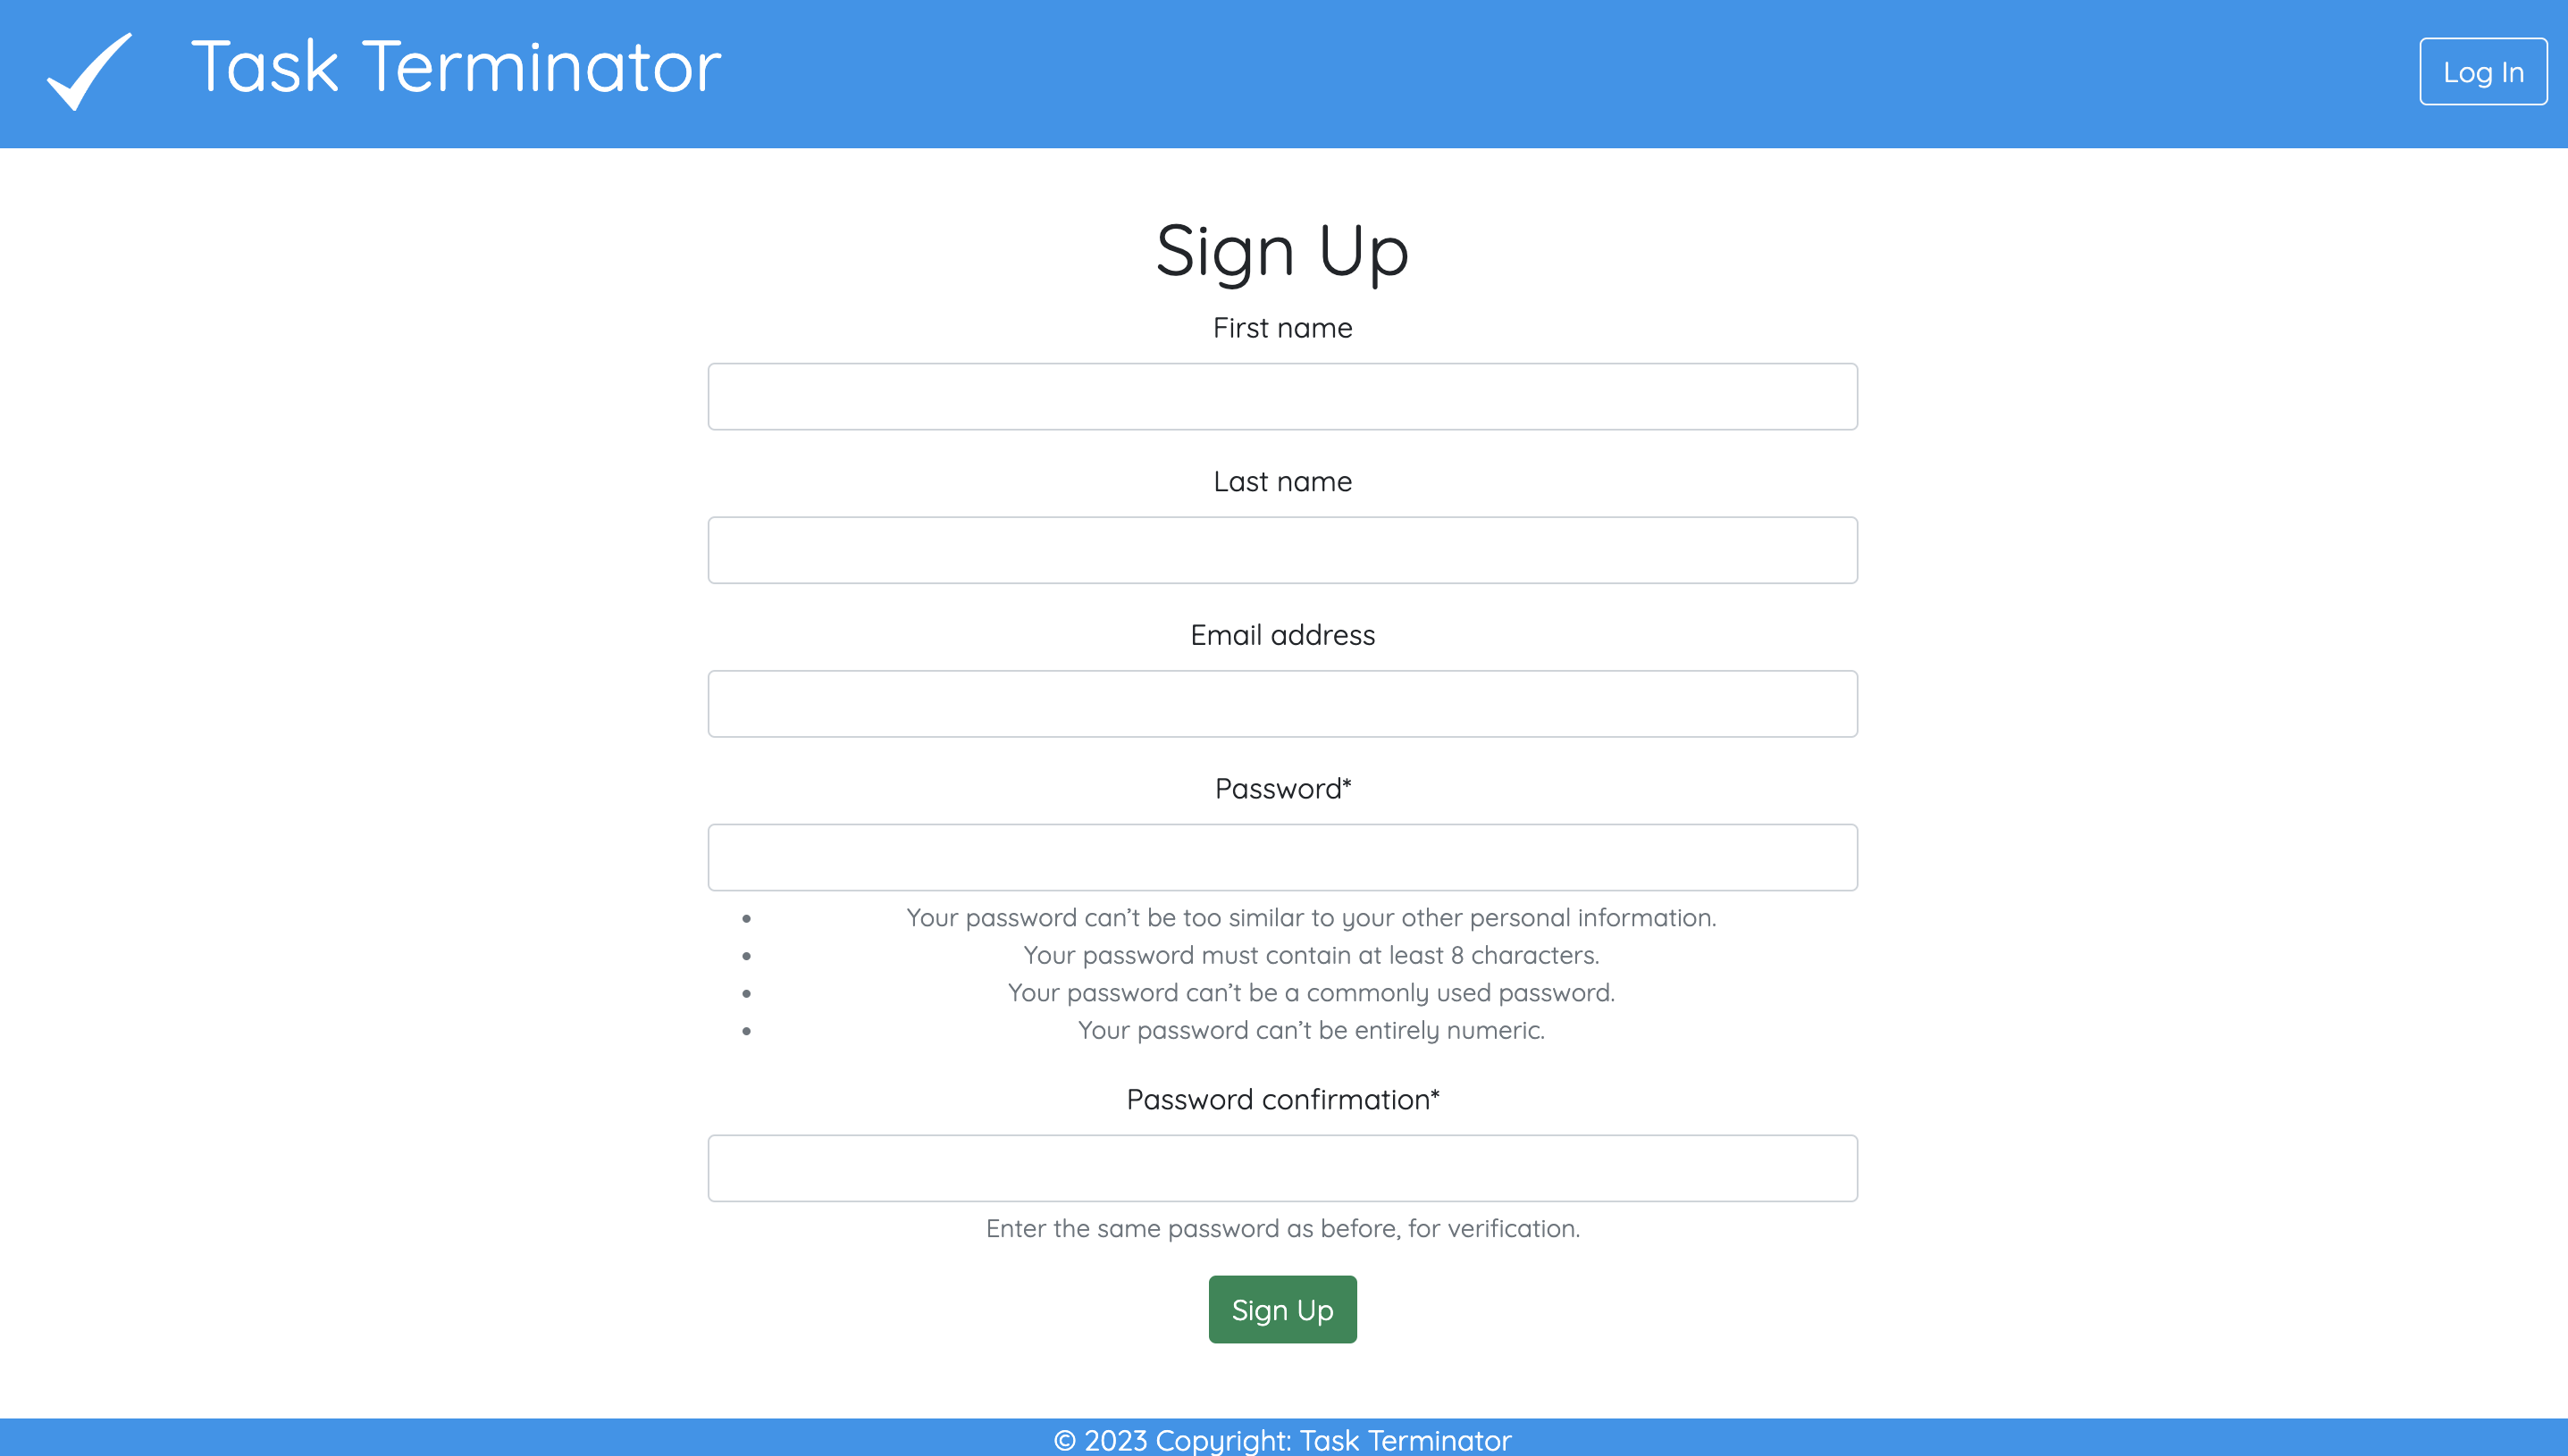 Task Terminator
Log In
Sign Up
First name
Last name
Email address
Password*
Your password can’t be too similar to your other personal information.
Your password must contain at least 8 characters.
Your password can’t be a commonly used password.
Your password can’t be entirely numeric.
Password confirmation*
Enter the same password as before, for verification.
Sign Up
© 2023 Copyright: Task Terminator